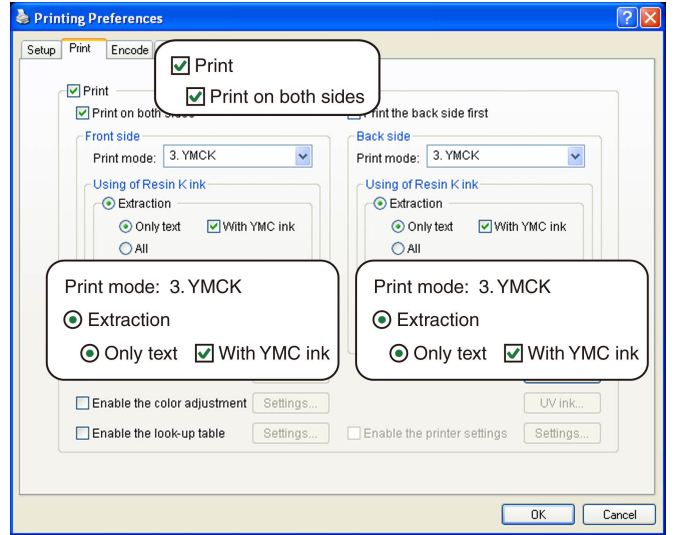 Printing Preferences
Setup Print Encode
Print
Print on both sides
Print
Print on both sides Print the back side first
Front side Back side
Print mode: 3. YMCK Print mode: 3. YMCK
Using of Resin K ink Using of Resin K ink
Extraction Extraction
Only text With YMC ink Only text With YMC ink
All All
Print mode: 3. YMCK Print mode: 3. YMCK
Extraction Extraction
Only text With YMC ink Only text With YMC ink
Enable the color adjustment Settings... UV ink...
Enable the look-up table Settings... Enable the printer settings Settings...
OK Cancel